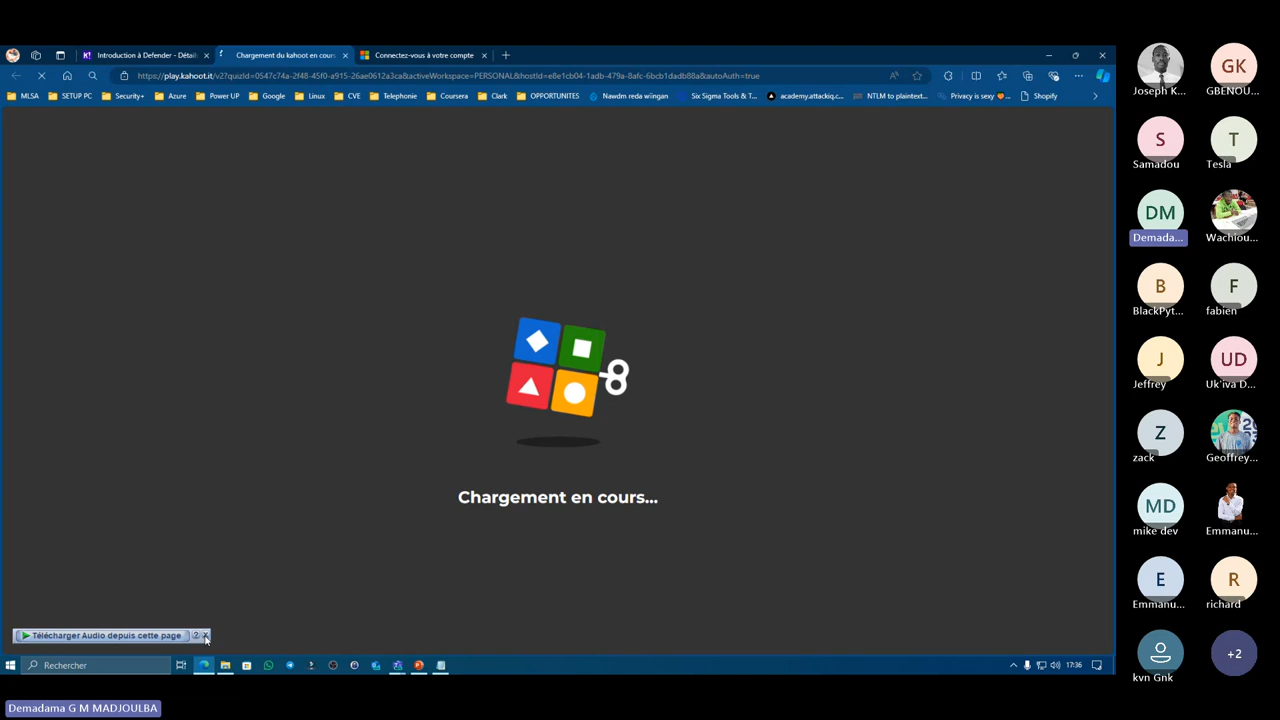 Introduction à Defender - Détail
Chargement du kahoot en cours
Connectez-vous à votre compte
https://play.kahoot.it/v2?quizId=0547c74a-2f48-45f0-a915-26ae0612a3ca&activeWorkspace=PERSONAL&hostId=e8e1cb04-1adb-479a-8afc-6bcb1dadb88a&autoAuth=true
MLSA
SETUP PC
Security+
Azure
Power UP
Google
Linux
CVE
Telephonie
Coursera
Clark
OPPORTUNITES
Nawdm reda wiingan
Six Sigma Tools & T...
academy.attackiq.c...
NTLM to plaintext...
Privacy is sexy
Shopify
Chargement en cours...
Télécharger Audio depuis cette page
?
Rechercher
17:36
Demadama G M MADJOULBA
Joseph K...
GK
GBENOU...
S
Samadou
T
Tesla
DM
Demada...
Wachiou...
B
BlackPyt...
F
fabien
J
Jeffrey
UD
Uk'iva D...
Z
zack
Geoffrey...
MD
mike dev
Emmanu...
E
Emmanu...
R
richard
kvn Gnk
+2